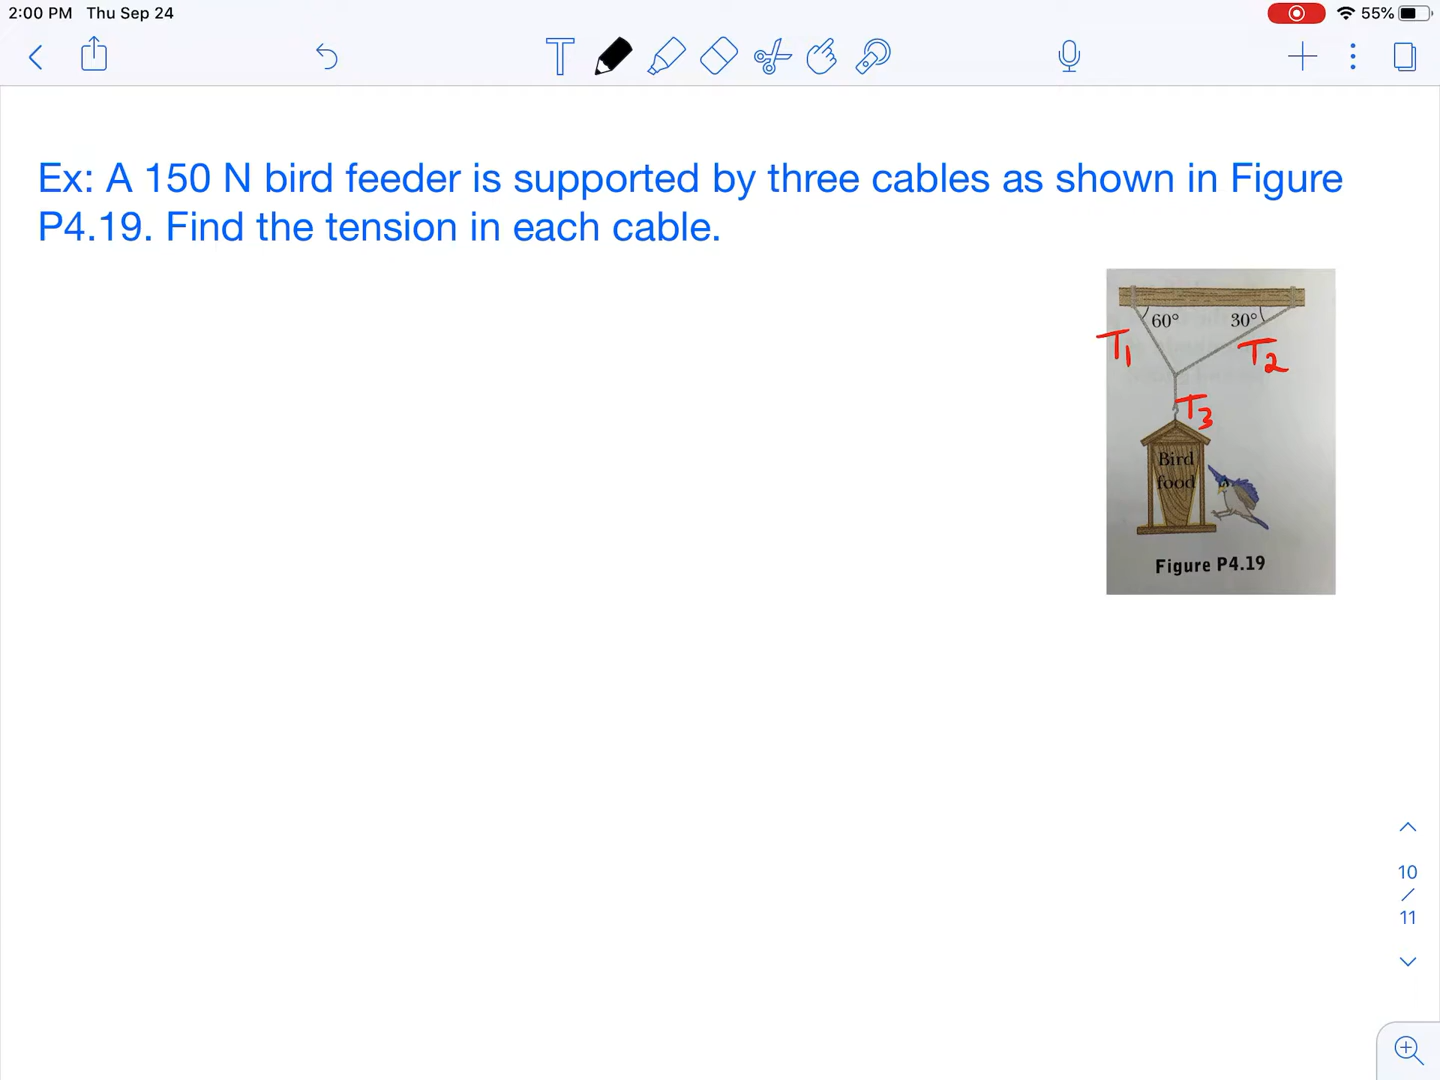 2:00 PM Thu Sep 24
55%
Ex: A 150 N bird feeder is supported by three cables as shown in Figure
P4.19. Find the tension in each cable.
60° 30°
T1 T2
T3
Bird
food
Figure P4.19
10
/
11